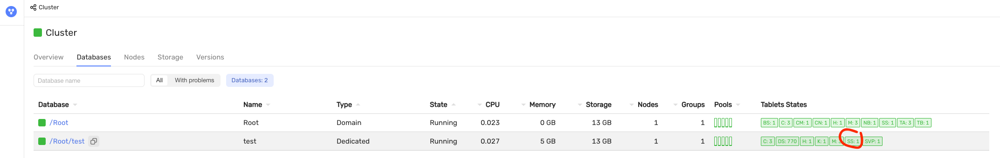 Cluster
Cluster
Overview Databases Nodes Storage Versions
Database name All With problems Databases: 2
Database Name Type State CPU Memory Storage Nodes Groups Pools Tablets States
/Root Root Domain Running 0.023 0 GB 13 GB 1 1 BS: 1 C: 3 CM: 1 CN: 1 H: 1 M: 3 NB: 1 SS: 1 TA: 3 TB: 1
/Root/test test Dedicated Running 0.027 5 GB 13 GB 1 1 C: 3 DS: 770 H: 1 K: 1 M: SS: 1 SVP: 1